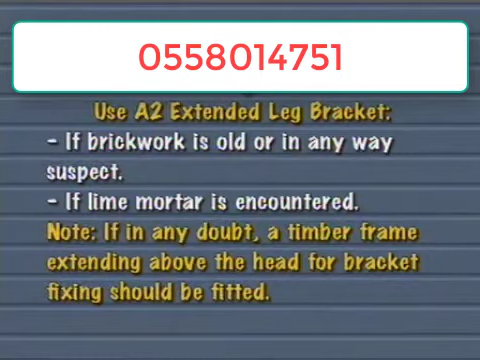 0558014751
Use A2 Extended Leg Bracket:
- If brickwork is old or in any way
suspect.
- If lime mortar is encountered.
Note: If in any doubt, a timber frame
extending above the head for bracket
fixing should be fitted.